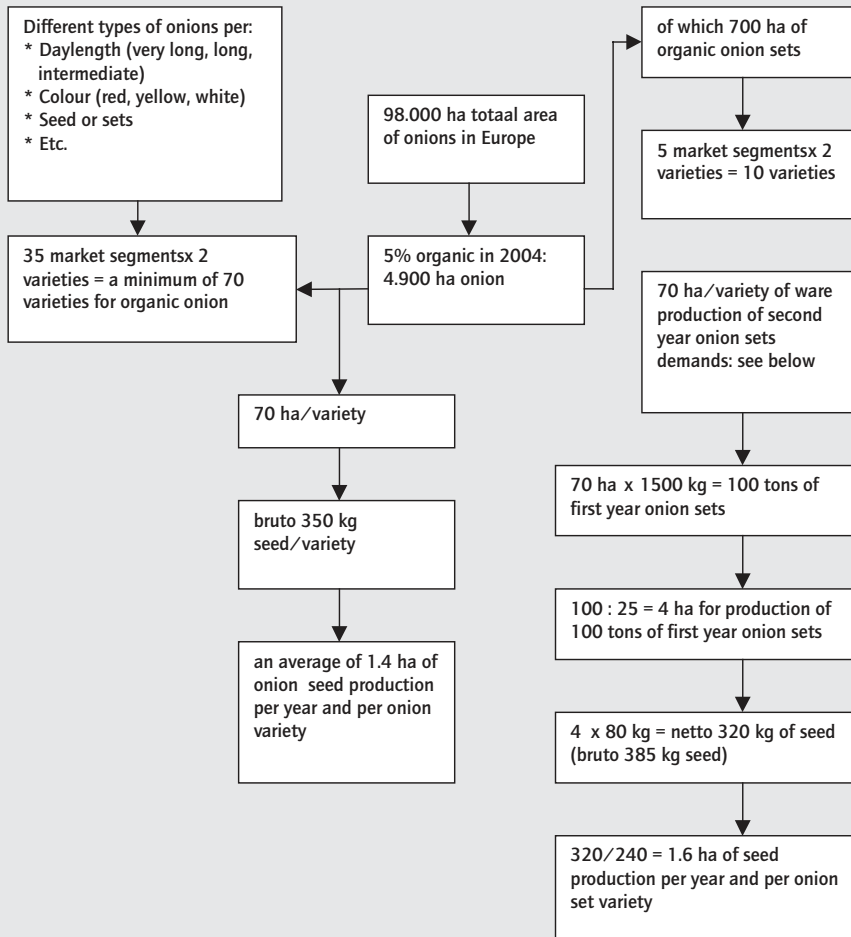 Different types of onions per:
* Daylength (very long, long,
intermediate)
* Colour (red, yellow, white)
* Seed or sets
* Etc.
35 market segmentsx 2
varieties = a minimum of 70
varieties for organic onion
98.000 ha totaal area
of onions in Europe
5% organic in 2004:
4.900 ha onion
70 ha/variety
bruto 350 kg
seed/variety
an average of 1.4 ha of
onion seed production
per year and per onion
variety
of which 700 ha of
organic onion sets
5 market segmentsx 2
varieties = 10 varieties
70 ha/variety of ware
production of second
year onion sets
demands: see below
70 ha x 1500 kg = 100 tons of
first year onion sets
100 : 25 = 4 ha for production of
100 tons of first year onion sets
4 x 80 kg = netto 320 kg of seed
(bruto 385 kg seed)
320/240 = 1.6 ha of seed
production per year and per onion
set variety